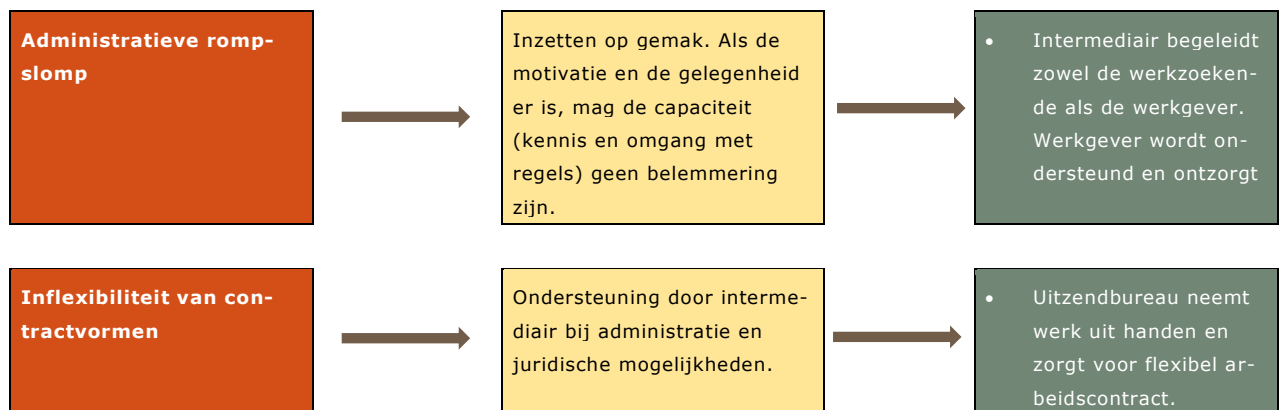 Administratieve romp-
slomp
Inzetten op gemak. Als de
motivatie en de gelegenheid
er is, mag de capaciteit
(kennis en omgang met
regels) geen belemmering
zijn.
• Intermediair begeleidt
zowel de werkzoeken-
de als de werkgever.
Werkgever wordt on-
dersteund en ontzorgt
Inflexibiliteit van con-
tractvormen
Ondersteuning door interme-
diair bij administratie en
juridische mogelijkheden.
• Uitzendbureau neemt
werk uit handen en
zorgt voor flexibel ar-
beidscontract.